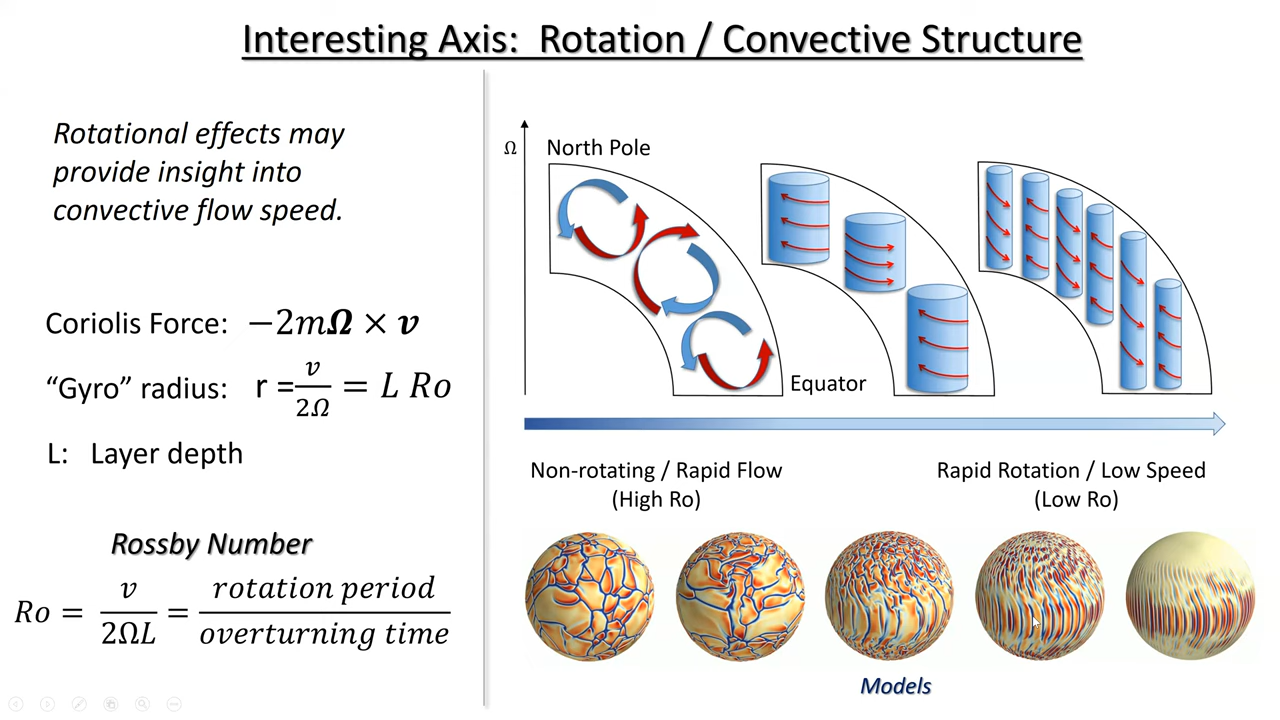 Interesting Axis: Rotation / Convective Structure
Rotational effects may
provide insight into
convective flow speed.
Coriolis Force: −2m𝜴 × 𝒗
“Gyro” radius: r = v/2Ω = L Ro
L: Layer depth
Rossby Number
Ro = v/2ΩL = rotation period/overturning time
Ω
North Pole
Equator
Non-rotating / Rapid Flow
(High Ro)
Rapid Rotation / Low Speed
(Low Ro)
Models